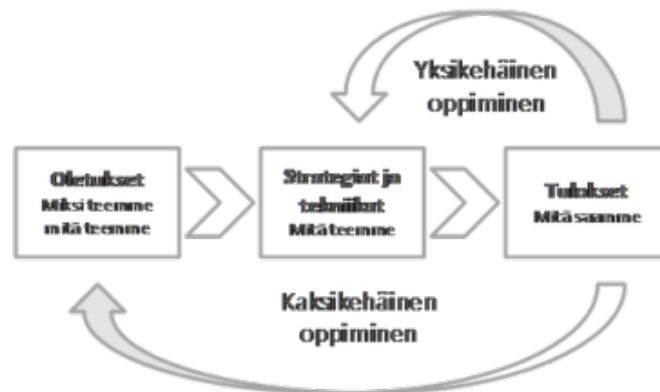 Yksikehäinen
oppiminen
Oletukset
Miksi teemme
mitä teemme
Strategiat ja
tekniikat
Mitä teemme
Tulokset
Mitä saamme
Kaksikehäinen
oppiminen